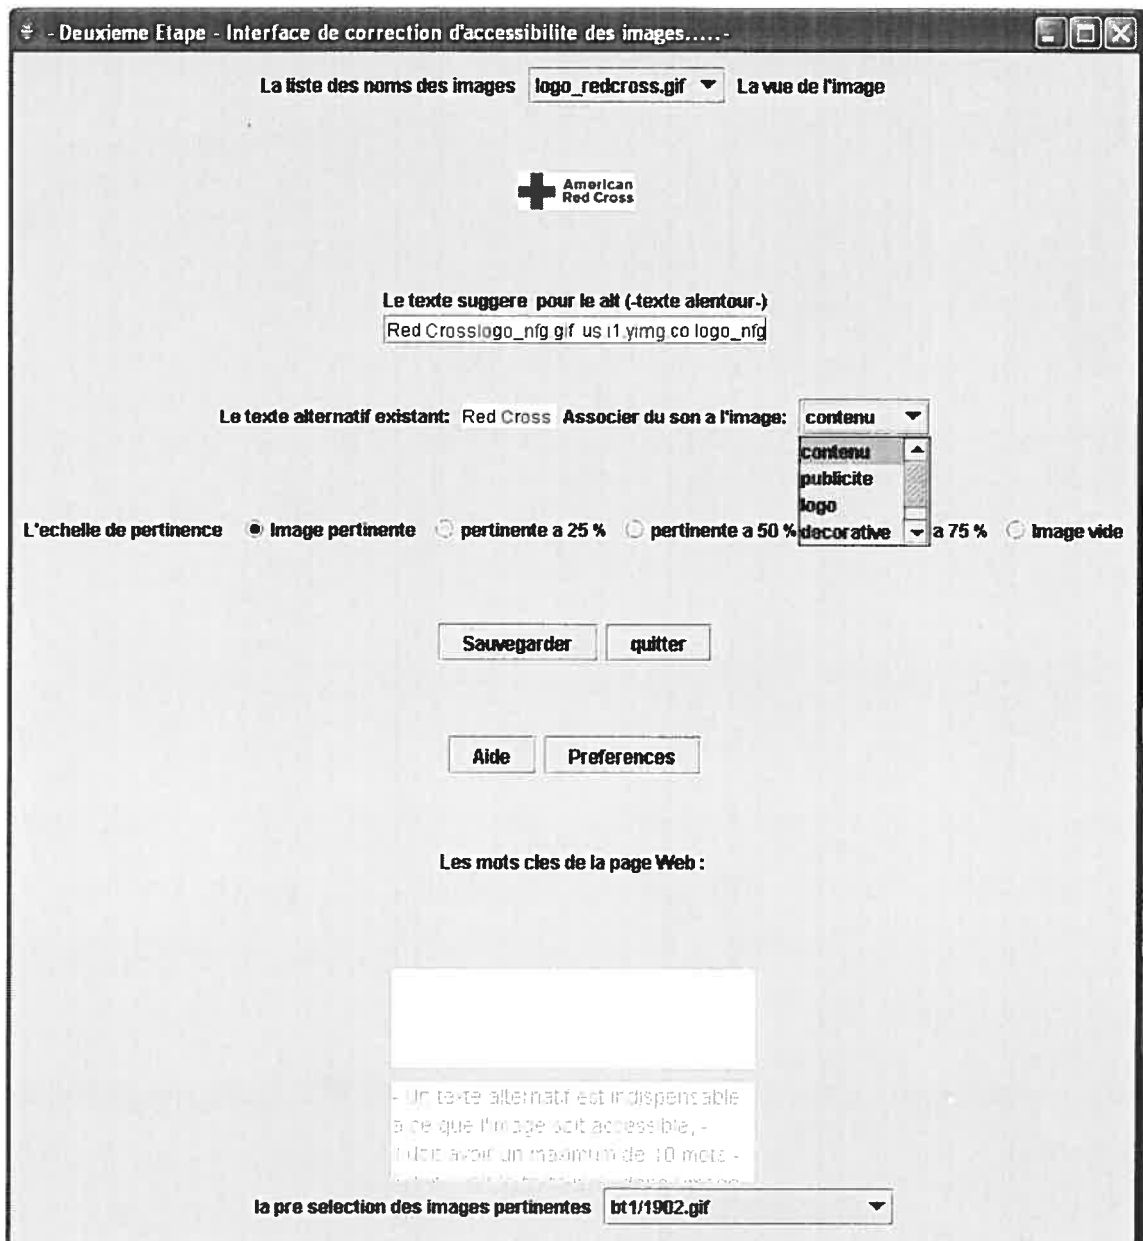 - Deuxieme Etape - Interface de correction d'accessibilite des images.....-
La liste des noms des images logo_redcross.gif La vue de l'image
American
Red Cross
Le texte suggere pour le alt (-texte alentour-)
Red Crosslogo_nfg gif us i1.yimg co logo_nfg
Le texte alternatif existant: Red Cross Associer du son a l'image: contenu
contenu
publicite
logo
L'echelle de pertinence Image pertinente pertinente a 25 % pertinente a 50 % decorative a 75 % Image vide
Sauvegarder quitter
Aide Preferences
Les mots cles de la page Web :
- Un texte alternatif est indispensable
a ce que l'image soit accessible, -
doit avoir un maximum de 10 mots -
la pre selection des images pertinentes bt1/1902.gif